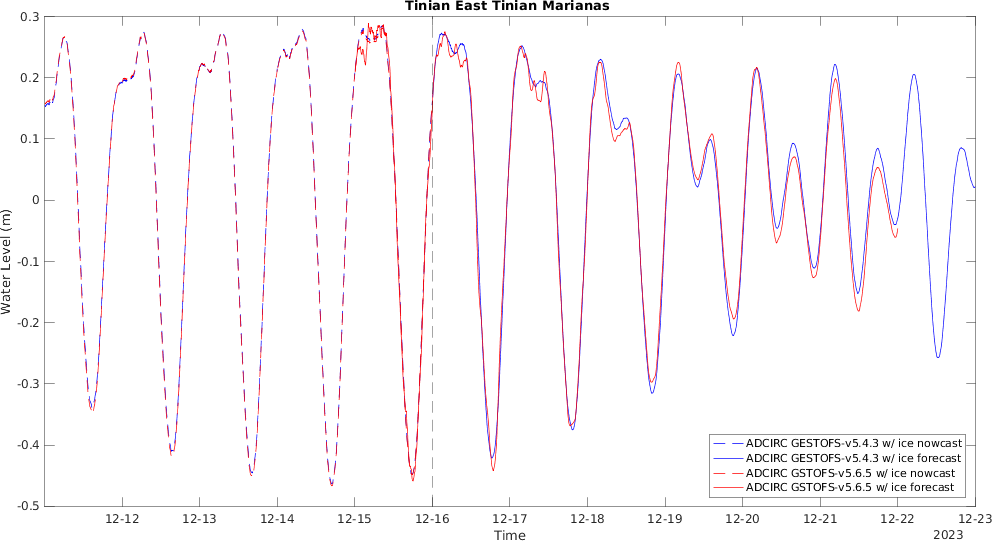 Tinian East Tinian Marianas
0.3
0.2
0.1
0
-0.1
-0.2
-0.3
-0.4
-0.5
Water Level (m)
ADCIRC GESTOFS-v5.4.3 w/ ice nowcast
ADCIRC GESTOFS-v5.4.3 w/ ice forecast
ADCIRC GSTOFS-v5.6.5 w/ ice nowcast
ADCIRC GSTOFS-v5.6.5 w/ ice forecast
12-12 12-13 12-14 12-15 12-16 12-17 12-18 12-19 12-20 12-21 12-22 12-23
Time
2023